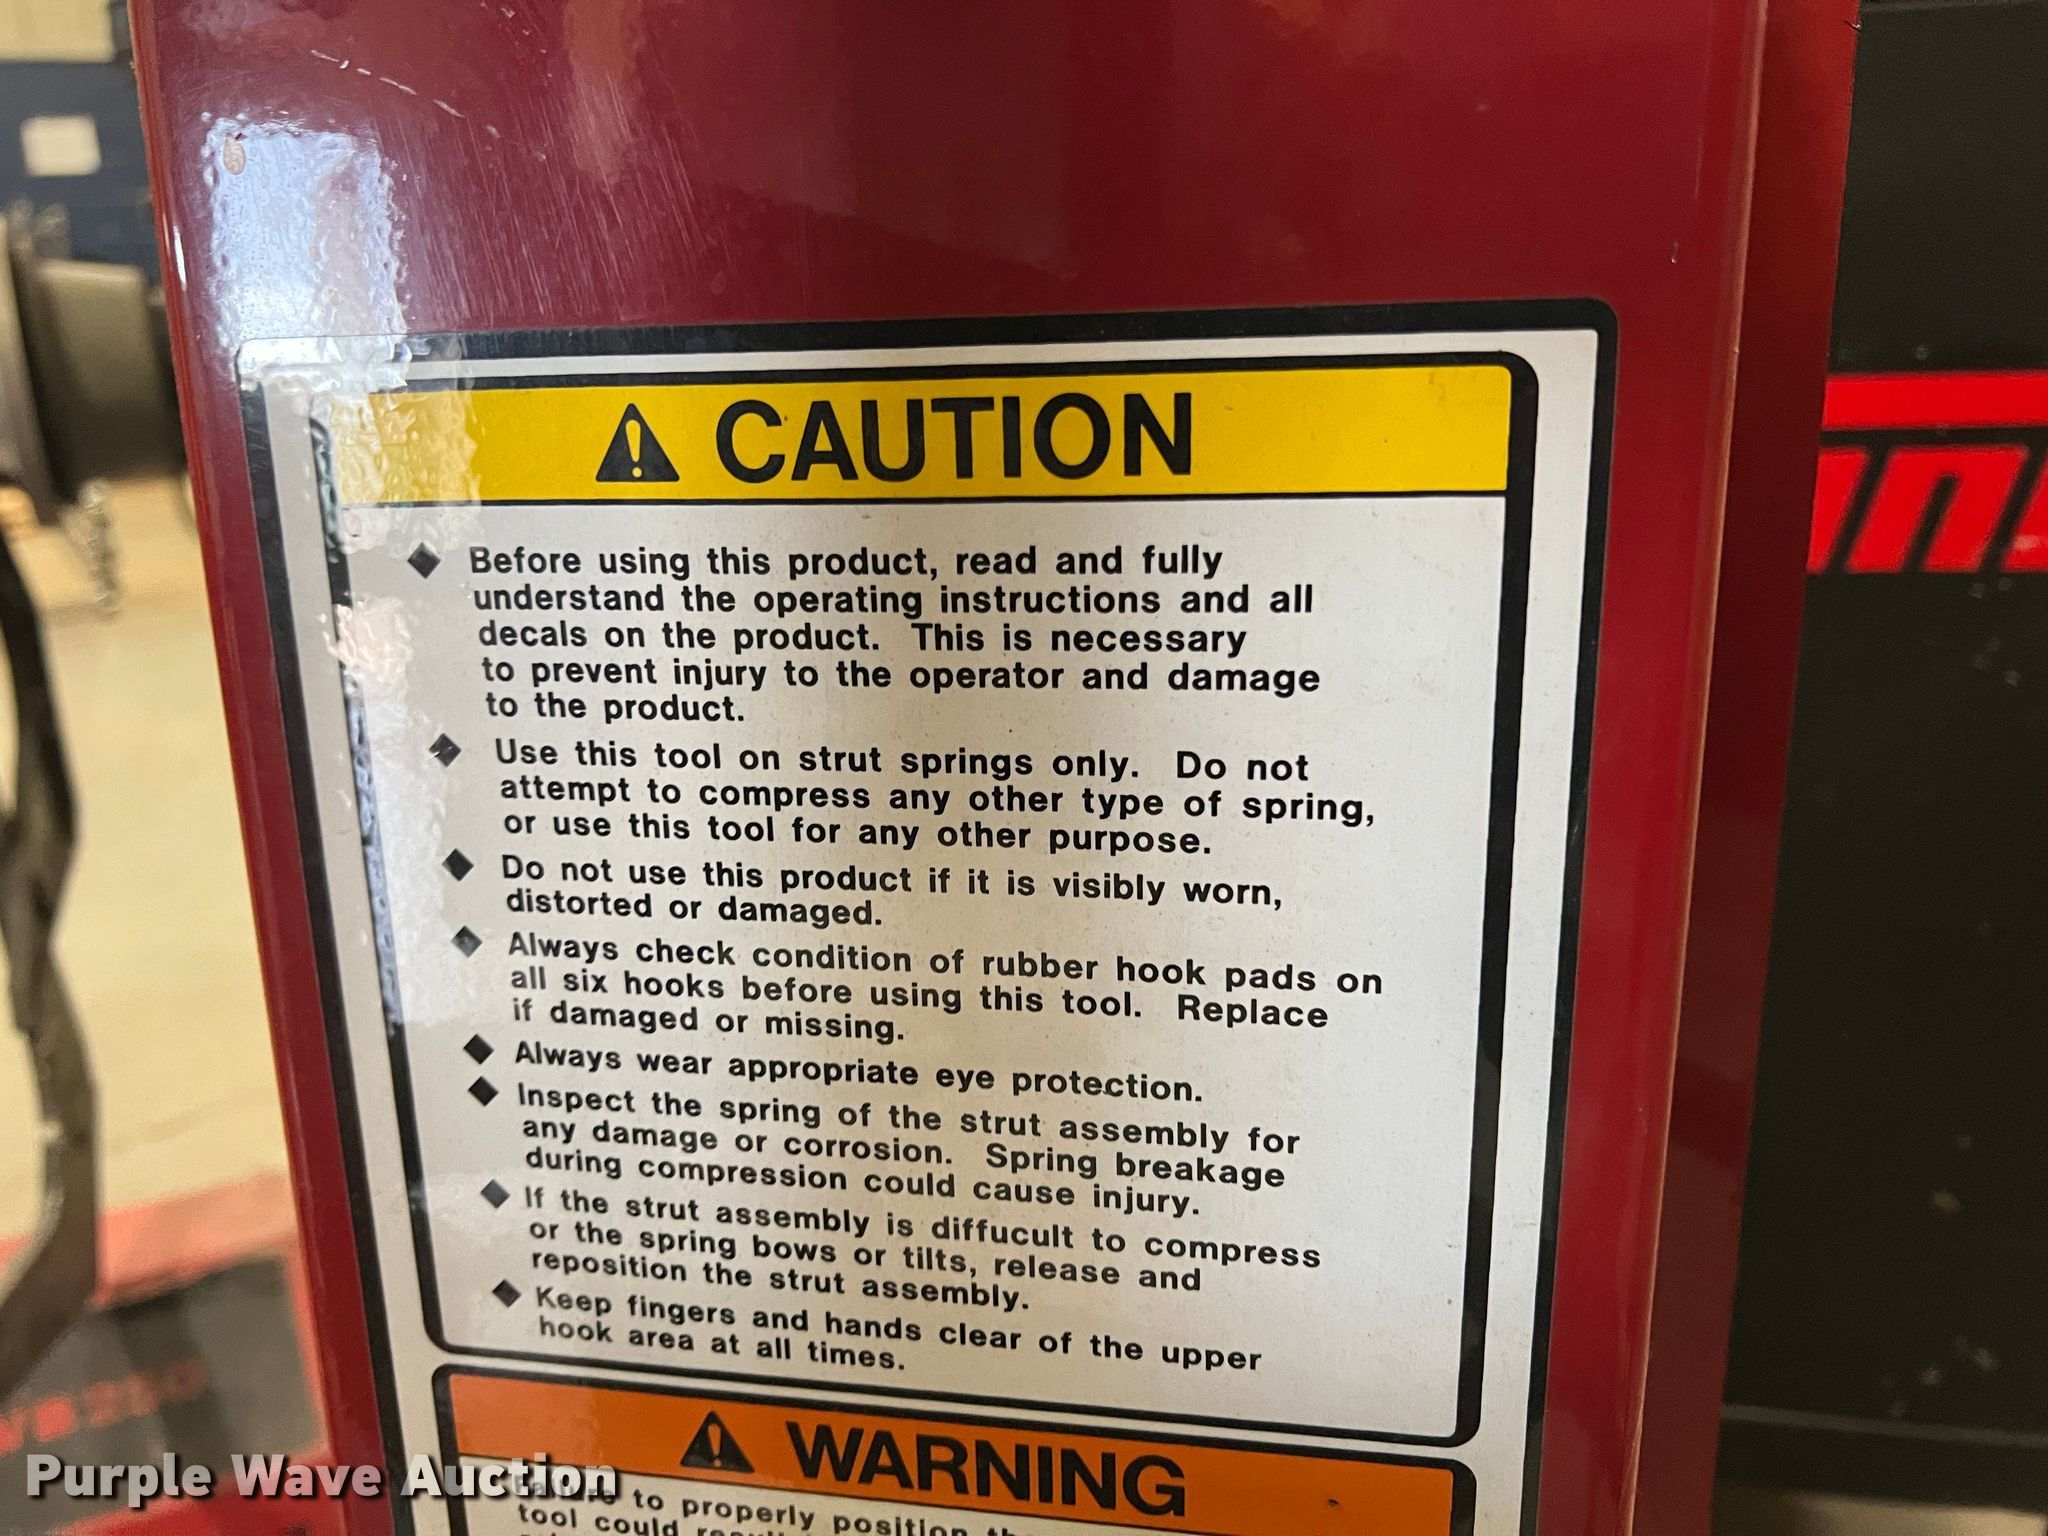 CAUTION
◆ Before using this product, read and fully
understand the operating instructions and all
decals on the product. This is necessary
to prevent injury to the operator and damage
to the product.
◆ Use this tool on strut springs only. Do not
attempt to compress any other type of spring,
or use this tool for any other purpose.
◆ Do not use this product if it is visibly worn,
distorted or damaged.
◆ Always check condition of rubber hook pads on
all six hooks before using this tool. Replace
if damaged or missing.
◆ Always wear appropriate eye protection.
◆ Inspect the spring of the strut assembly for
any damage or corrosion. Spring breakage
during compression could cause injury.
◆ If the strut assembly is diffucult to compress
or the spring bows or tilts, release and
reposition the strut assembly.
◆ Keep fingers and hands clear of the upper
hook area at all times.
WARNING
to properly position
tool could
Purple Wave Auction